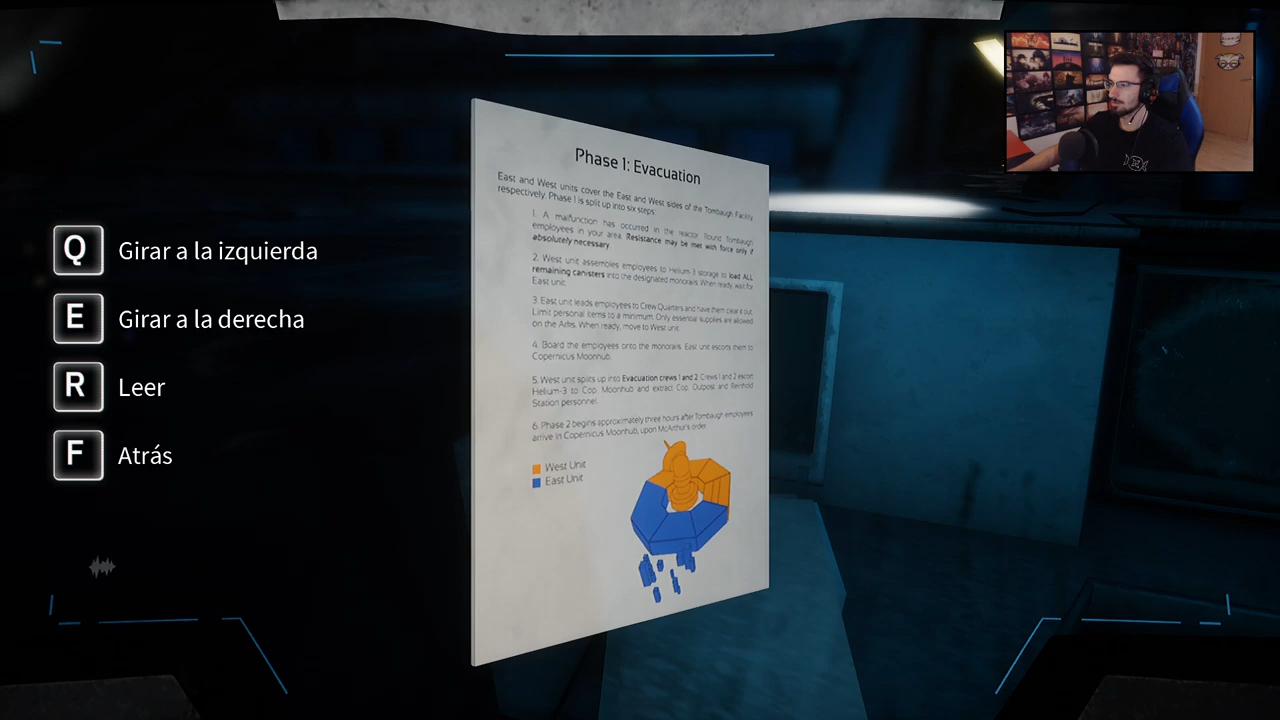 Phase 1: Evacuation
East and West units cover the East and West sides of the Tombaugh Facility
respectively. Phase 1 is split up into six steps:
1. A malfunction has occurred in the reactor. Round Tombaugh
employees in your area. Resistance may be met with force only if
absolutely necessary.
2. West unit assembles employees to Helium-3 storage to load ALL
remaining canisters into the designated monorails. When ready, wait for
East unit.
3. East unit leads employees to Crew Quarters and have them clear it out.
Limit personal items to a minimum. Only essential supplies are allowed
on the Arks. When ready, move to West unit.
4. Board the employees onto the monorails. East unit escorts them to
Copernicus Moonhub.
5. West unit splits up into Evacuation crews 1 and 2. Crews 1 and 2 escort
Helium-3 to Cop. Moonhub and extract Cop. Outpost and Reinhold
Station personnel.
6. Phase 2 begins approximately three hours after Tombaugh employees
arrive in Copernicus Moonhub, upon McArthur's order.
West Unit
East Unit
Q Girar a la izquierda
E Girar a la derecha
R Leer
F Atrás